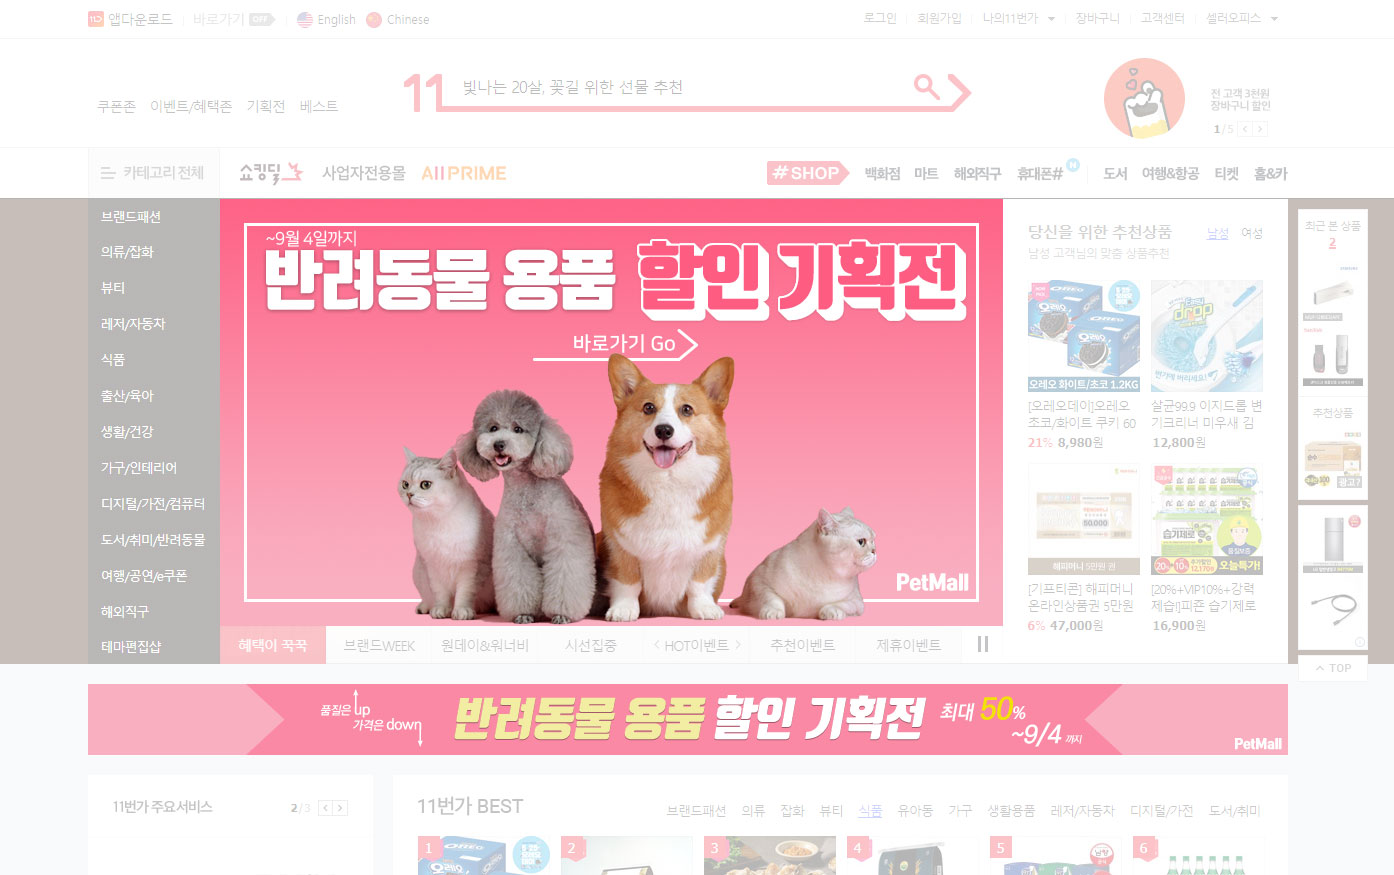 앱다운로드
바로가기 OFF
English
Chinese
로그인
회원가입
나의11번가
장바구니
고객센터
셀러오피스
쿠폰존
이벤트/혜택존
기획전
베스트
11
빛나는 20살, 꽃길 위한 선물 추천
전 고객 3천원
장바구니 할인
1/5
카테고리 전체
쇼킹딜
사업자전용몰
All PRIME
#SHOP
백화점
마트
해외직구
휴대폰#
N
도서
여행&항공
티켓
홈&카
브랜드패션
의류/잡화
뷰티
레저/자동차
식품
출산/육아
생활/건강
가구/인테리어
디지털/가전/컴퓨터
도서/취미/반려동물
여행/공연/e쿠폰
해외직구
테마편집샵
~9월 4일까지
반려동물 용품 할인 기획전
바로가기 Go
PetMall
혜택이 꾹꾹
브랜드WEEK
원데이&워너비
시선집중
HOT이벤트
추천이벤트
제휴이벤트
당신을 위한 추천상품
남성
여성
남성 고객님의 맞춤 상품추천
OREO
오레오 화이트/초코 1.2KG
[오레오데이]오레오
초코/화이트 쿠키 60
21% 8,980원
drop
변기에 버리세요!
살균99.9 이지드롭 변
기크리너 미우새 김
12,800원
50,000
해피머니 5만원 권
[기프티콘] 해피머니
온라인상품권 5만원
6% 47,000원
습기제로
품질보증
20% 10% 12,170원 오늘특가!
[20%+VIP10%+강력
제습]피죤 습기제로
16,900원
최근 본 상품
2
추천상품
광고?
TOP
품질은 up
가격은 down
반려동물 용품 할인 기획전
최대 50%
~9/4 까지
PetMall
11번가 주요서비스
2/3
11번가 BEST
브랜드패션
의류
잡화
뷰티
식품
유아동
가구
생활용품
레저/자동차
디지털/가전
도서/취미
1
2
3
4
5
6